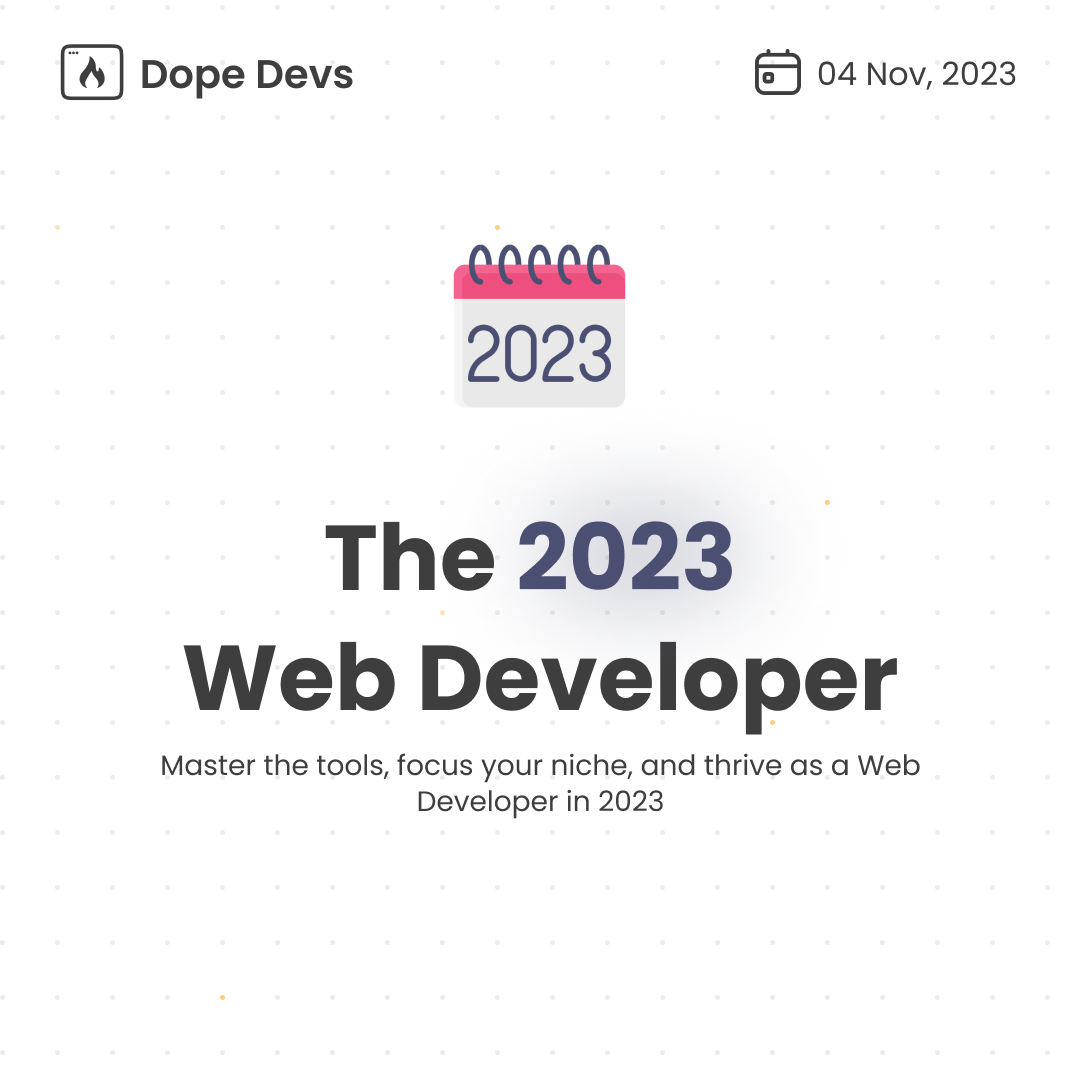 Dope Devs
04 Nov, 2023
2023
The 2023
Web Developer
Master the tools, focus your niche, and thrive as a Web
Developer in 2023